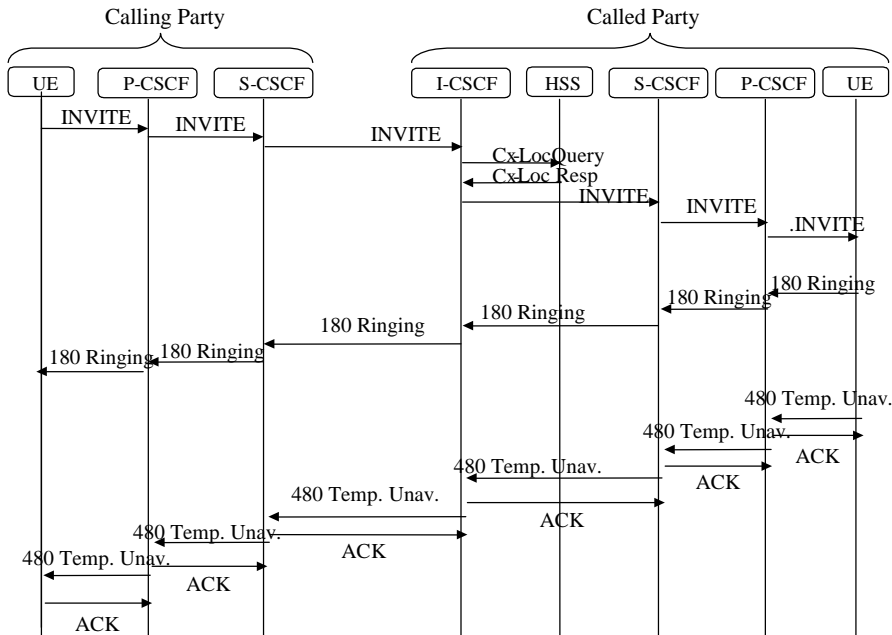 Calling Party
Called Party
UE
P-CSCF
S-CSCF
I-CSCF
HSS
S-CSCF
P-CSCF
UE
INVITE
INVITE
INVITE
Cx-LocQuery
Cx-Loc Resp
INVITE
INVITE
.INVITE
180 Ringing
180 Ringing
180 Ringing
180 Ringing
180 Ringing
180 Ringing
480 Temp. Unav.
480 Temp. Unav.
ACK
480 Temp. Unav.
ACK
480 Temp. Unav.
ACK
480 Temp. Unav.
ACK
480 Temp. Unav.
ACK
ACK